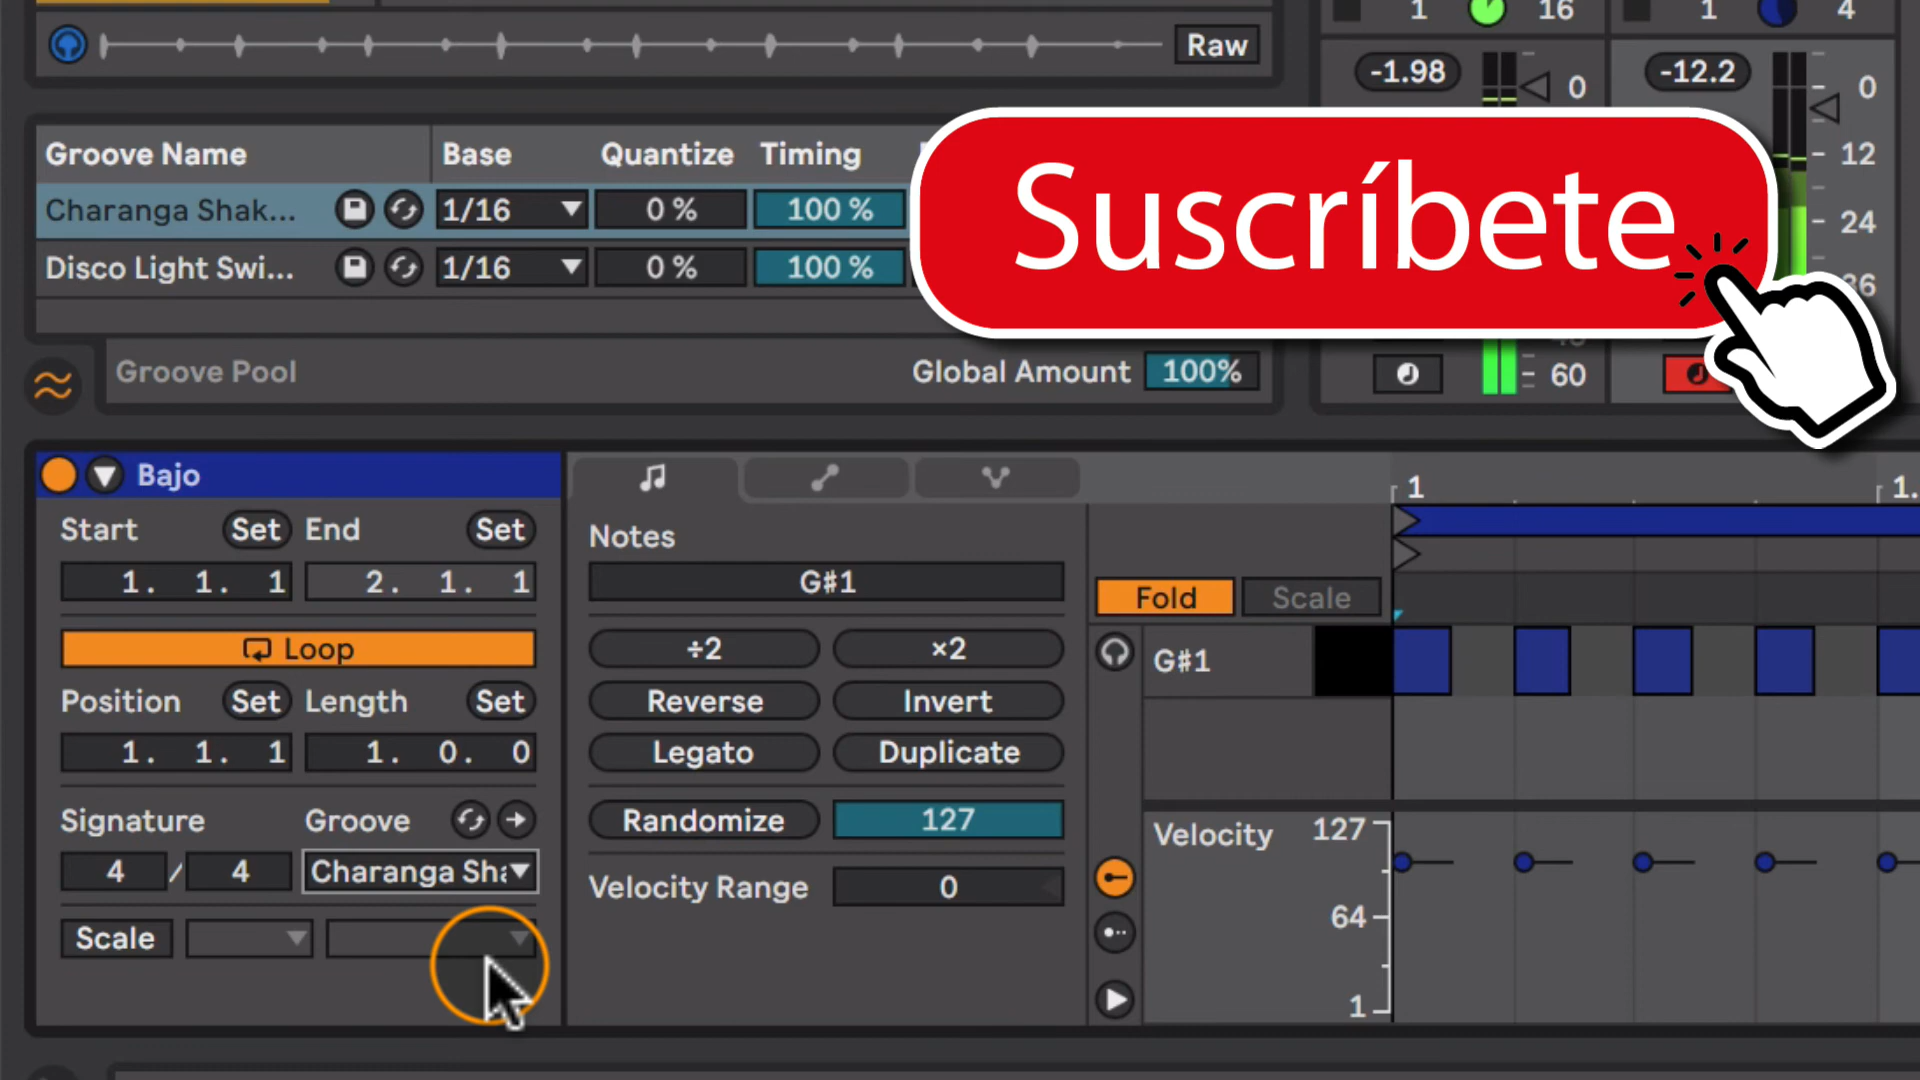 1 16 1 4
Raw
-1.98 0 -12.2 0
12
24
36
60
Groove Name Base Quantize Timing
Charanga Shak... 1/16 0 % 100 %
Disco Light Swi... 1/16 0 % 100 %
Suscríbete
Groove Pool Global Amount 100%
Bajo
Start Set End Set
1. 1. 1 2. 1. 1
Loop
Position Set Length Set
1. 1. 1 1. 0. 0
Signature Groove
4 / 4 Charanga Sha
Scale
Notes
G#1
÷2 ×2
Reverse Invert
Legato Duplicate
Randomize 127
Velocity Range 0
1 1.
Fold Scale
G#1
Velocity 127
64
1